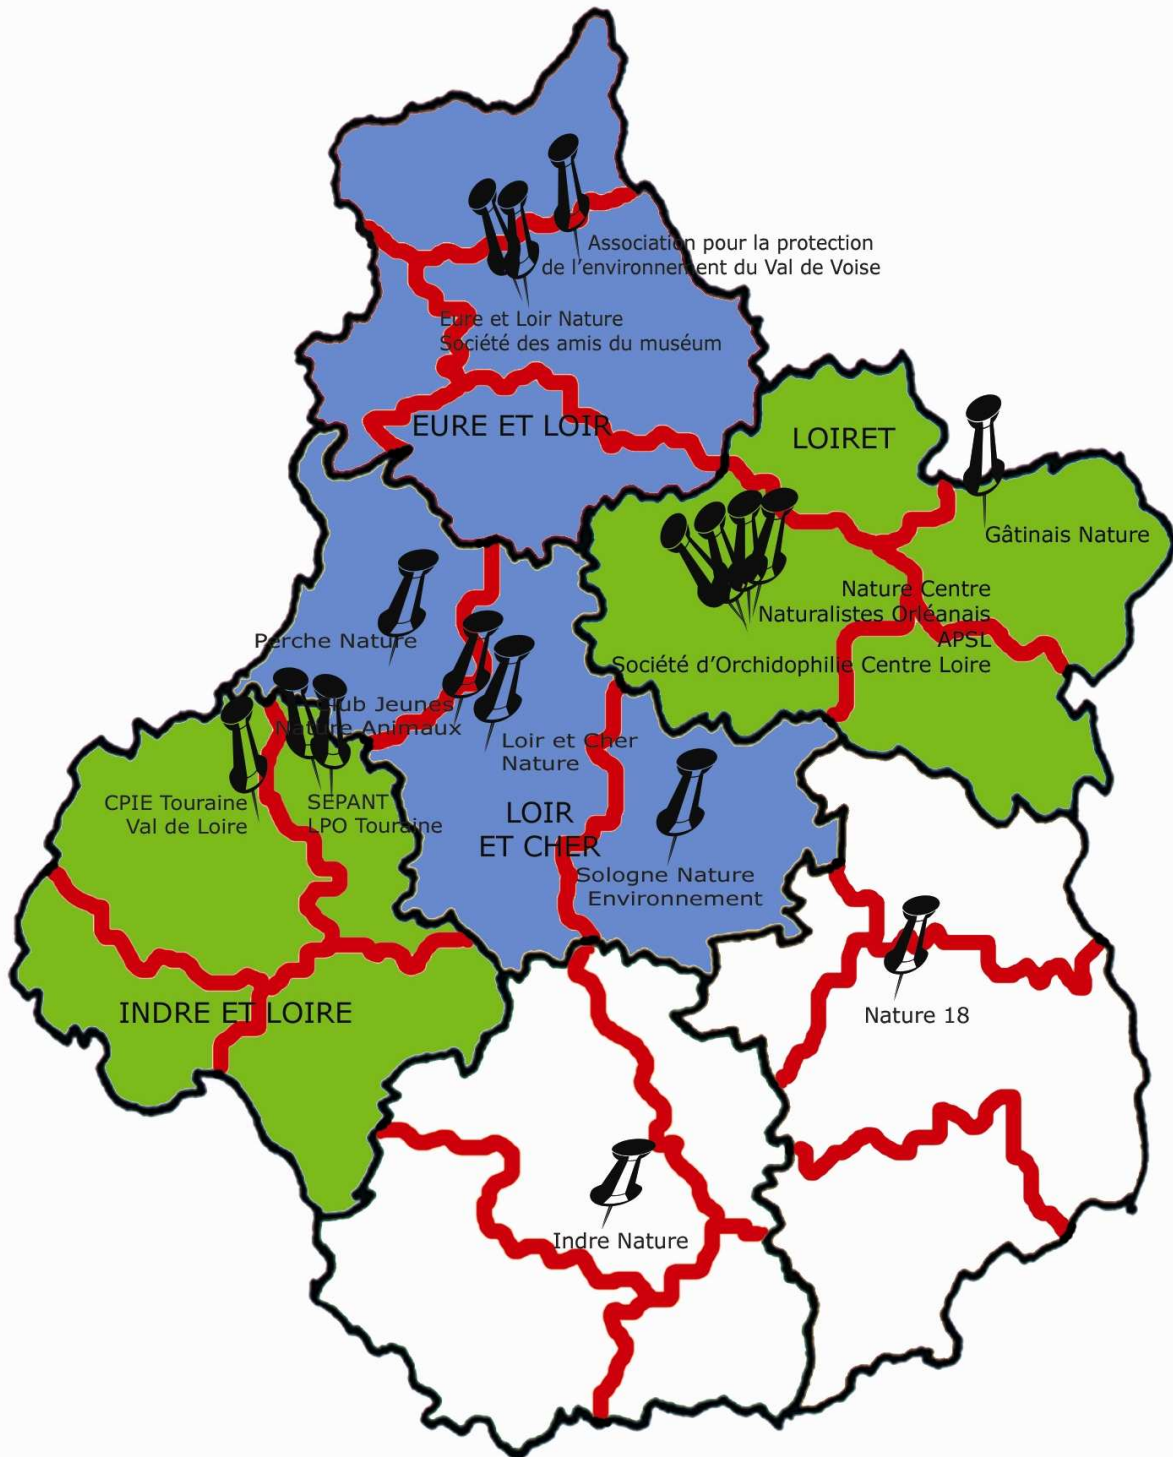 Association pour la protection
de l'environnement du Val de Voise
Eure et Loir Nature
Société des amis du muséum
EURE ET LOIR
LOIRET
Gâtinais Nature
Nature Centre
Naturalistes Orléanais
APSL
Société d'Orchidophilie Centre Loire
Perche Nature
Club Jeunes
Nature Animaux
Loir et Cher
Nature
CPIE Touraine
Val de Loire
SEPANT
LPO Touraine
LOIR
ET CHER
Sologne Nature
Environnement
INDRE ET LOIRE
Nature 18
Indre Nature